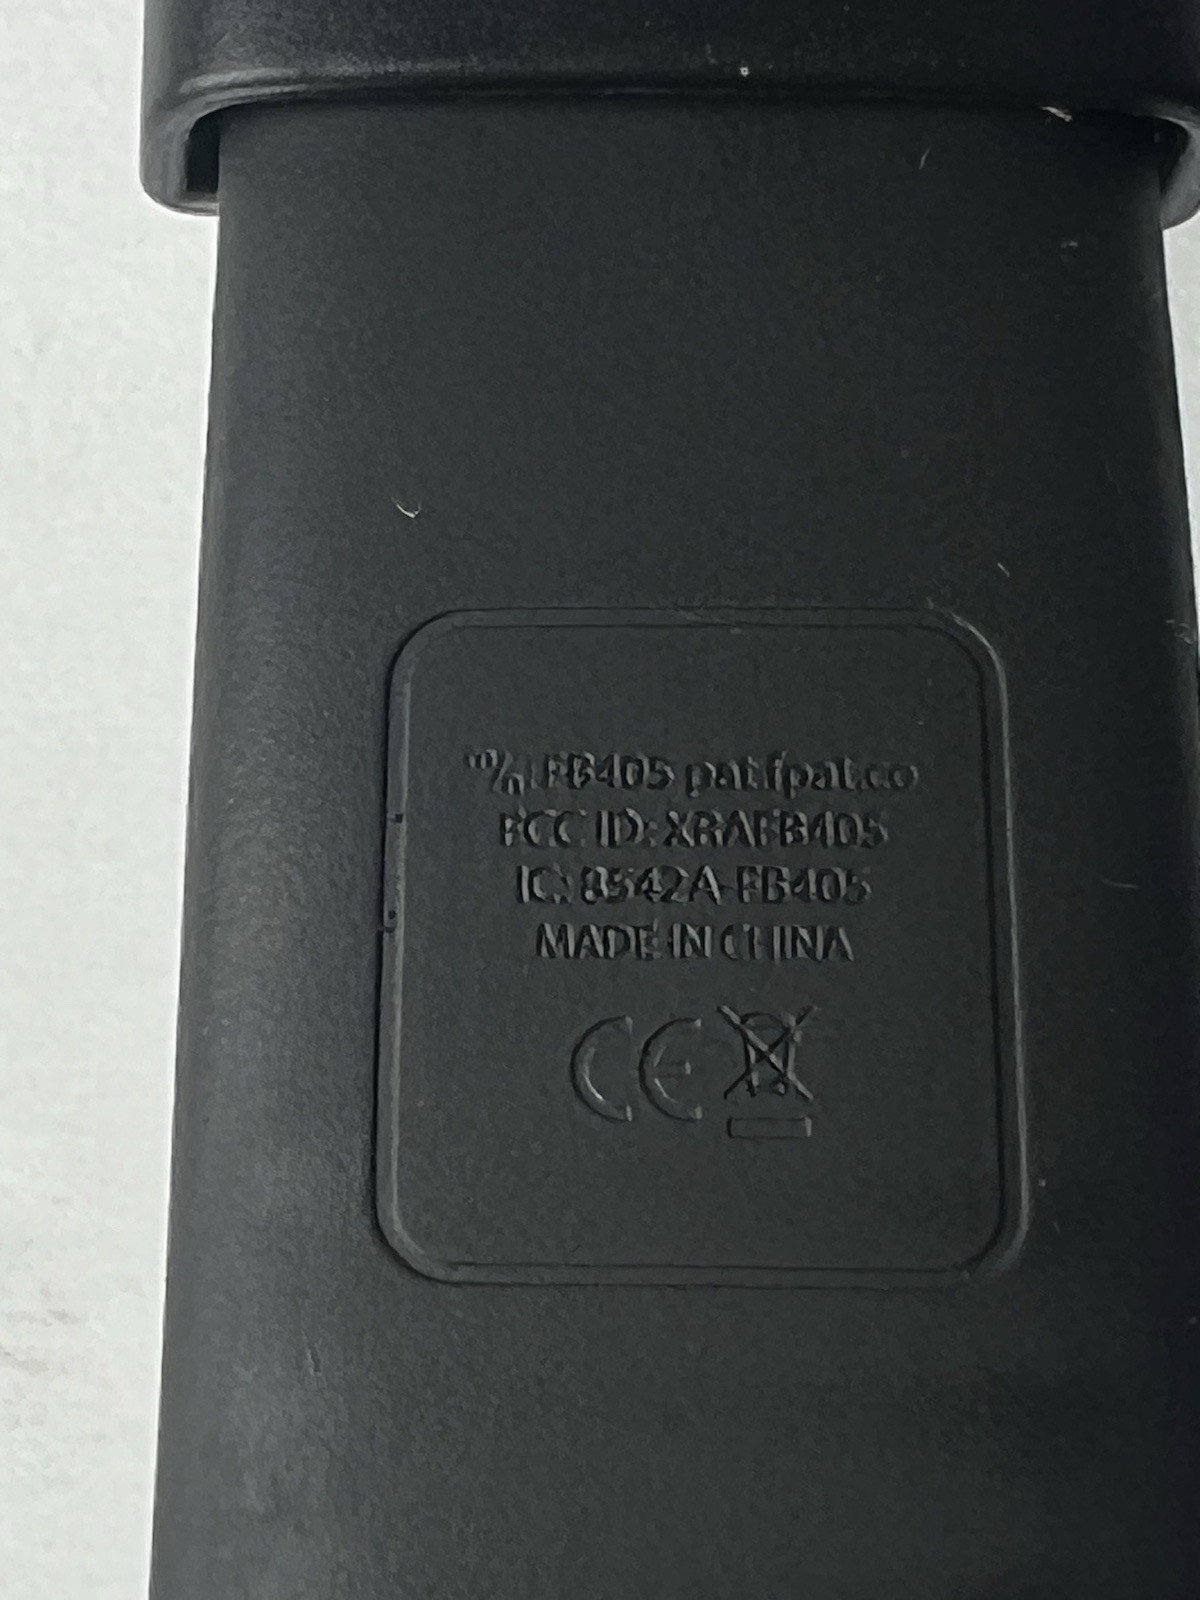 FB405 pat.fpat.co
FCC ID: XRAFB405
IC: 8542A-FB405
MADE IN CHINA
CE